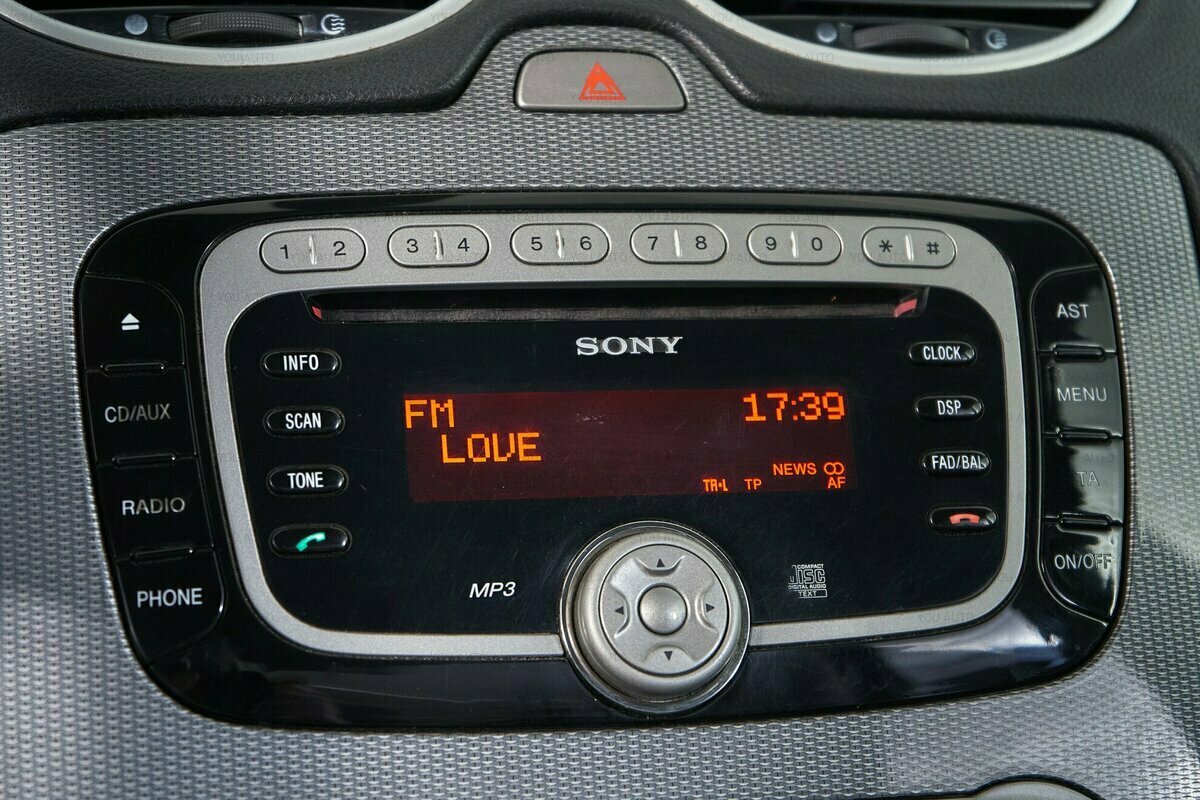 YOU AUTO
1 2
3 4
5 6
7 8
9 0
* #
SONY
INFO
SCAN
TONE
CD/AUX
RADIO
PHONE
FM 17:39
LOVE
NEWS
TA·L TP AF
CLOCK
DSP
FAD/BAL
AST
MENU
TA
ON/OFF
MP3
COMPACT
DISC
DIGITAL AUDIO
TEXT